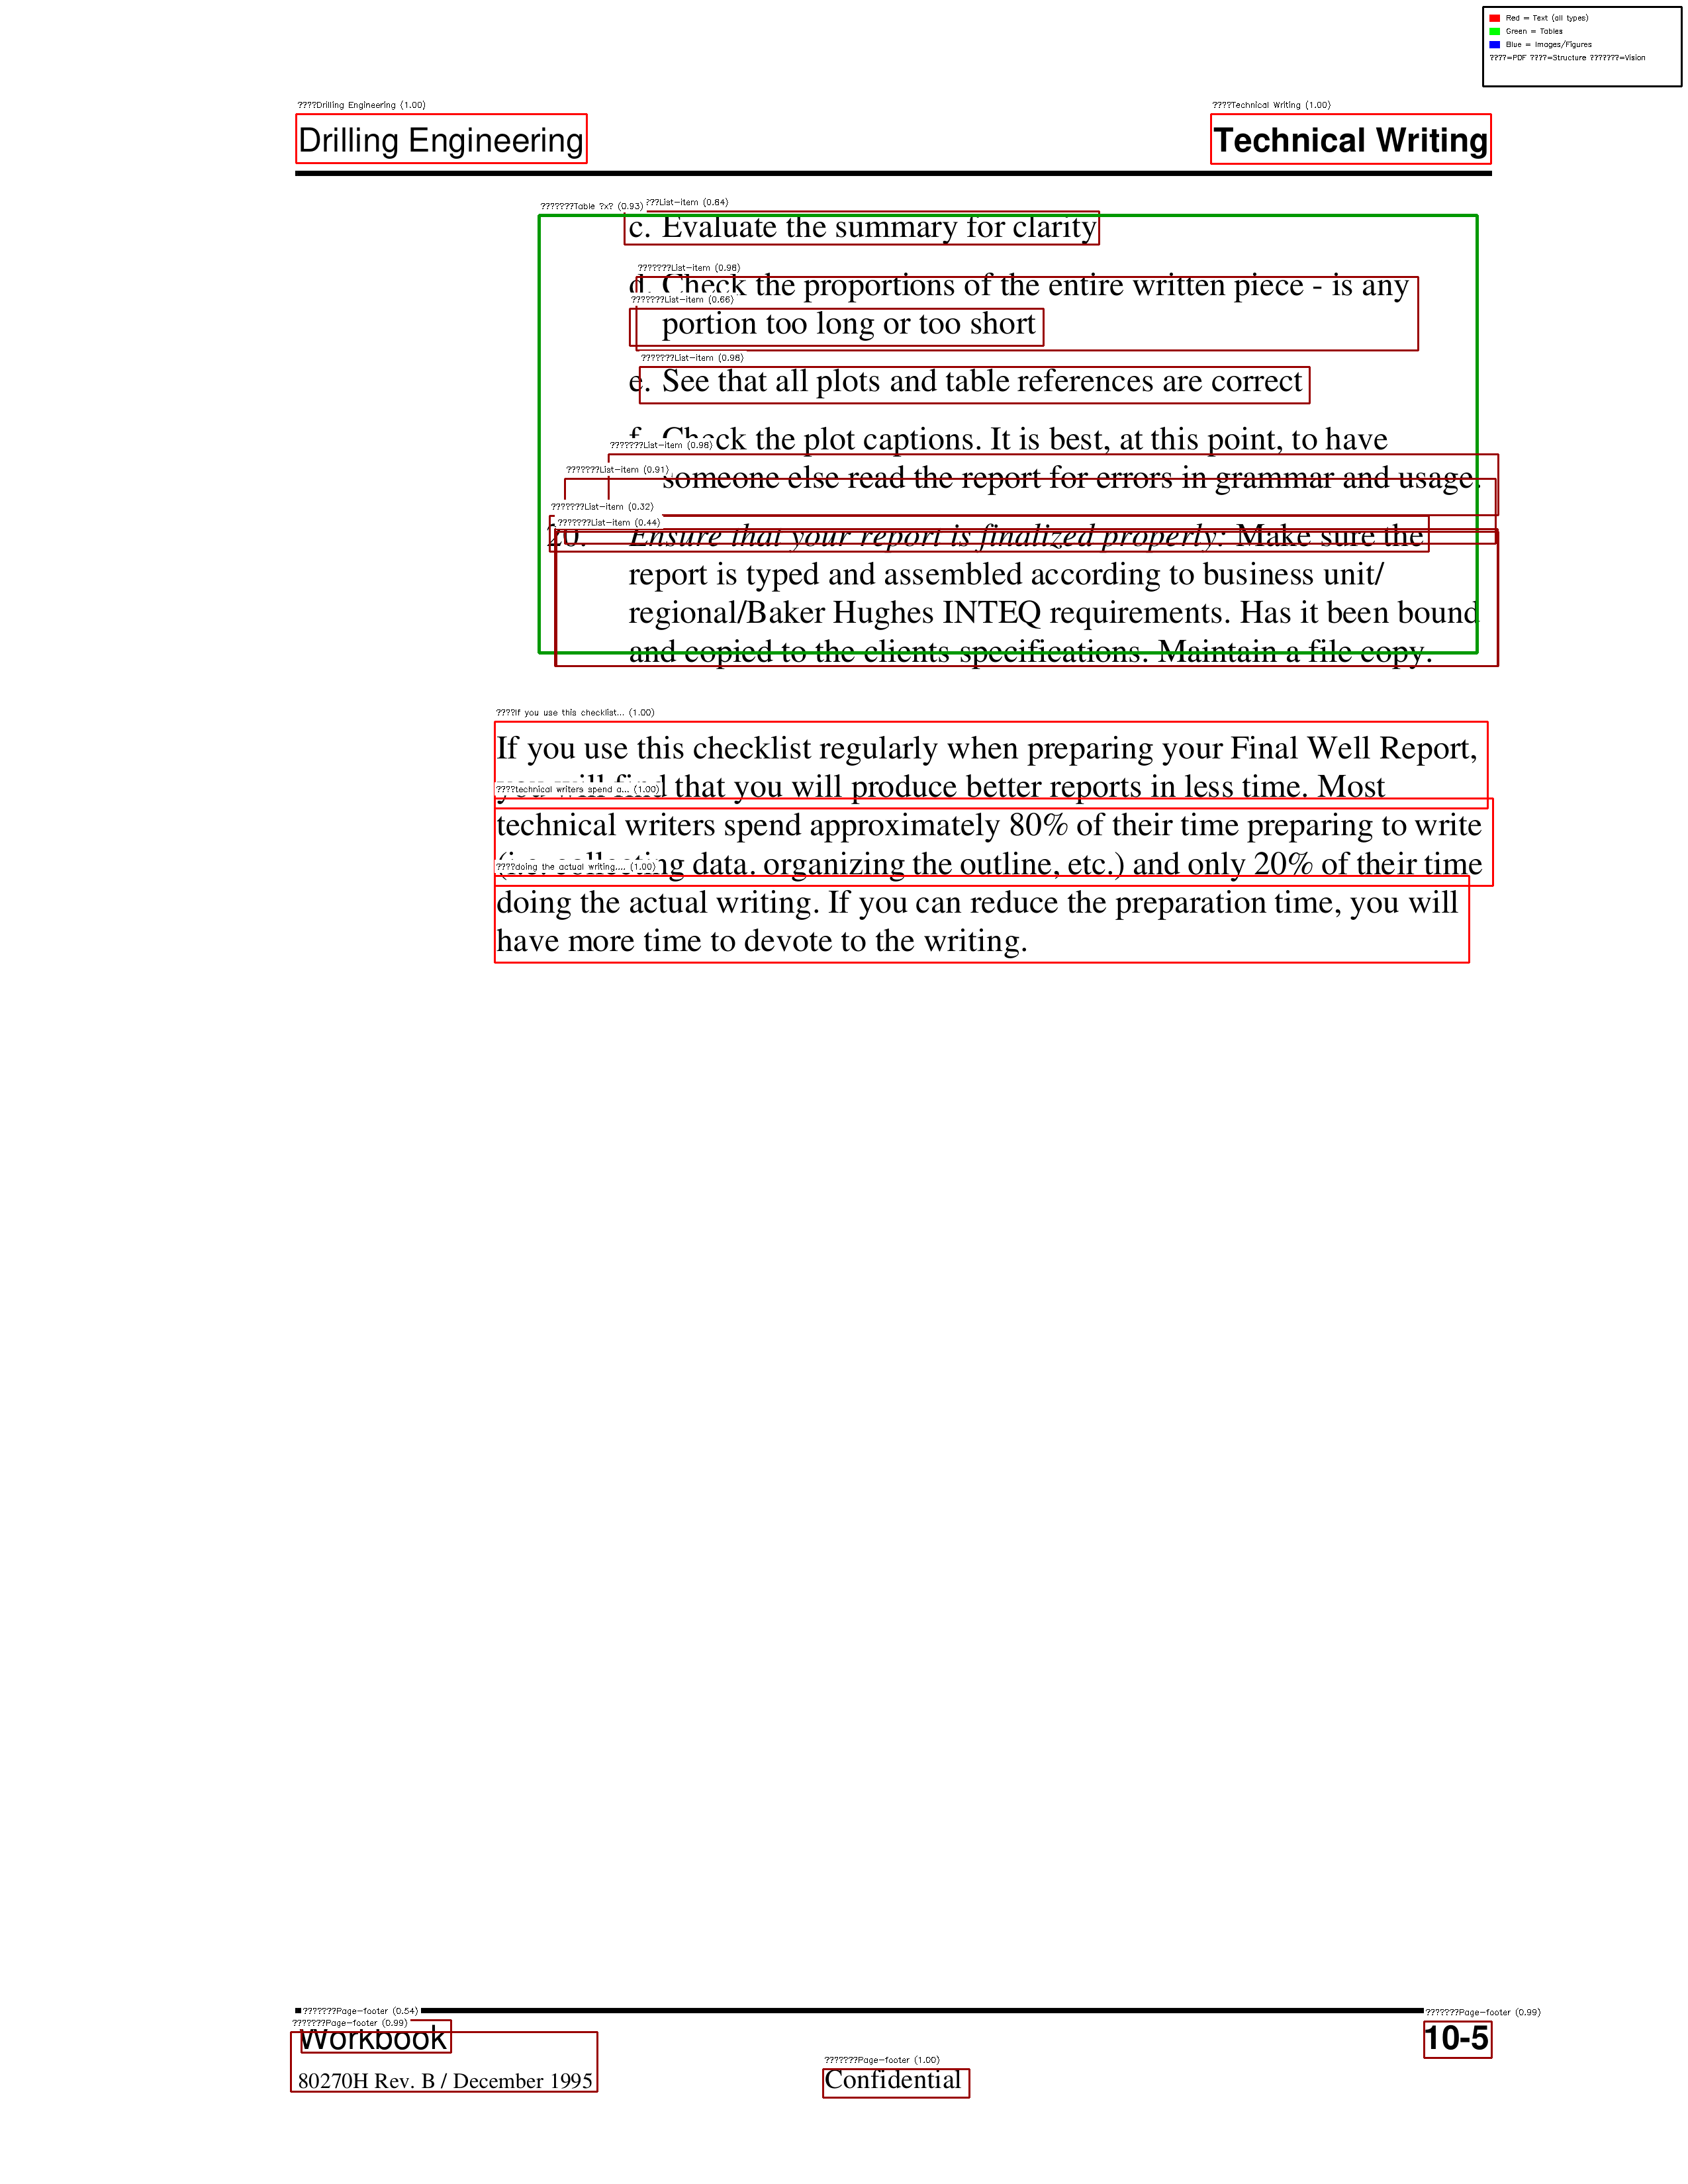 Red = Text (all types)
Green = Tables
Blue = Images/Figures
????=PDF ????=Structure ???????=Vision
????Drilling Engineering (1.00)
????Technical Writing (1.00)
Drilling Engineering
Technical Writing
???????Table ?x? (0.93)
???List-item (0.84)
c. Evaluate the summary for clarity
???????List-item (0.98)
d. Check the proportions of the entire written piece - is any
???????List-item (0.66)
portion too long or too short
???????List-item (0.98)
e. See that all plots and table references are correct
f. Check the plot captions. It is best, at this point, to have
???????List-item (0.98)
???????List-item (0.91)
someone else read the report for errors in grammar and usage.
???????List-item (0.32)
???????List-item (0.44)
20. Ensure that your report is finalized properly: Make sure the
report is typed and assembled according to business unit/
regional/Baker Hughes INTEQ requirements. Has it been bound
and copied to the clients specifications. Maintain a file copy.
????If you use this checklist... (1.00)
If you use this checklist regularly when preparing your Final Well Report,
you will find that you will produce better reports in less time. Most
????technical writers spend a... (1.00)
technical writers spend approximately 80% of their time preparing to write
(i.e. collecting data. organizing the outline, etc.) and only 20% of their time
????doing the actual writing.... (1.00)
doing the actual writing. If you can reduce the preparation time, you will
have more time to devote to the writing.
???????Page-footer (0.54)
???????Page-footer (0.99)
???????Page-footer (0.99)
Workbook
10-5
???????Page-footer (1.00)
80270H Rev. B / December 1995
Confidential